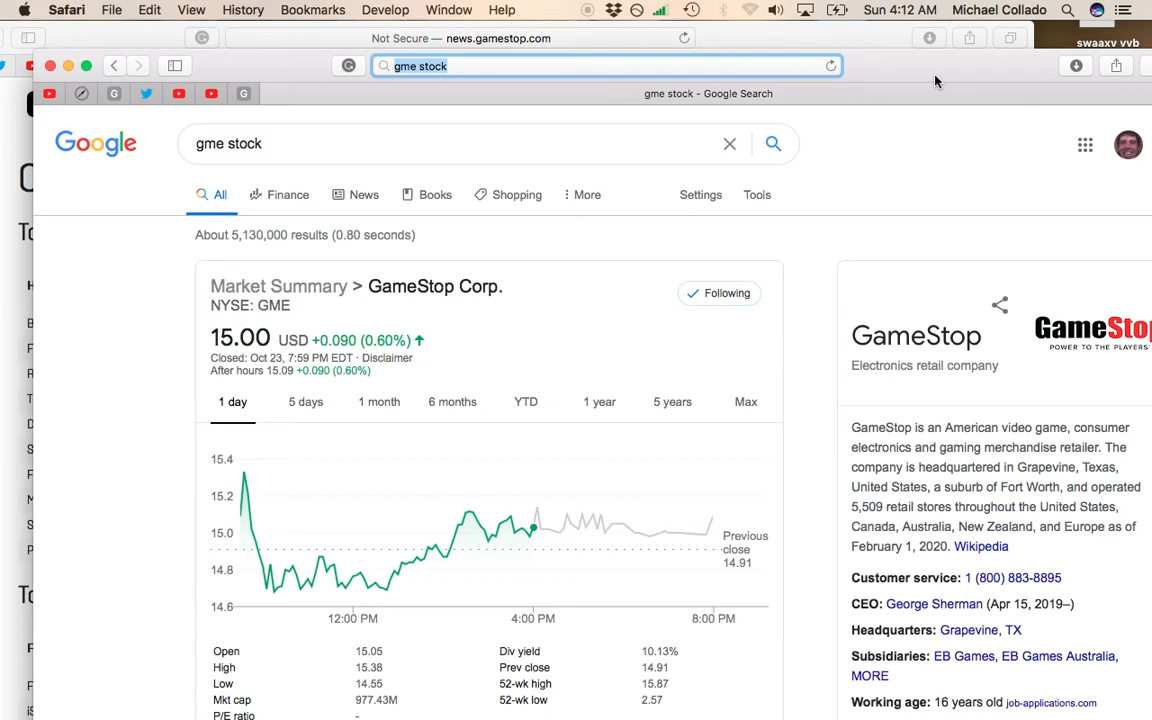 Safari File Edit View History Bookmarks Develop Window Help Sun 4:12 AM Michael Collado
Not Secure — news.gamestop.com
swaaxv vvb
gme stock
gme stock - Google Search
Google gme stock
All Finance News Books Shopping More Settings Tools
About 5,130,000 results (0.80 seconds)
Market Summary > GameStop Corp.
NYSE: GME
Following
15.00 USD +0.090 (0.60%)
Closed: Oct 23, 7:59 PM EDT · Disclaimer
After hours 15.09 +0.090 (0.60%)
1 day 5 days 1 month 6 months YTD 1 year 5 years Max
15.4
15.2
15.0
14.8
14.6
Previous
close
14.91
12:00 PM 4:00 PM 8:00 PM
Open 15.05 Div yield 10.13%
High 15.38 Prev close 14.91
Low 14.55 52-wk high 15.87
Mkt cap 977.43M 52-wk low 2.57
P/E ratio -
GameStop
Electronics retail company
GameStop
POWER TO THE PLAYERS
GameStop is an American video game, consumer
electronics and gaming merchandise retailer. The
company is headquartered in Grapevine, Texas,
United States, a suburb of Fort Worth, and operated
5,509 retail stores throughout the United States,
Canada, Australia, New Zealand, and Europe as of
February 1, 2020. Wikipedia
Customer service: 1 (800) 883-8895
CEO: George Sherman (Apr 15, 2019–)
Headquarters: Grapevine, TX
Subsidiaries: EB Games, EB Games Australia,
MORE
Working age: 16 years old job-applications.com